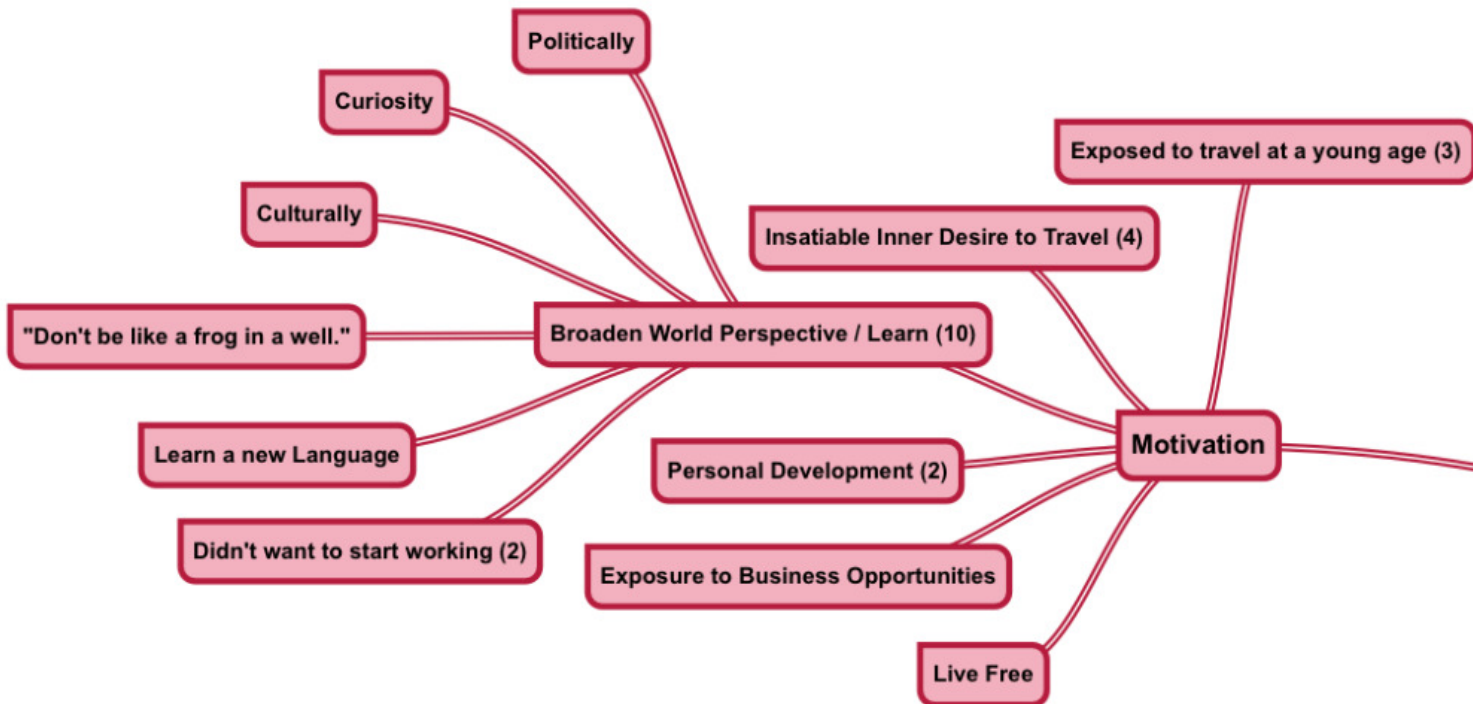 Politically
Curiosity
Exposed to travel at a young age (3)
Culturally
Insatiable Inner Desire to Travel (4)
"Don't be like a frog in a well."
Broaden World Perspective / Learn (10)
Motivation
Learn a new Language
Personal Development (2)
Didn't want to start working (2)
Exposure to Business Opportunities
Live Free